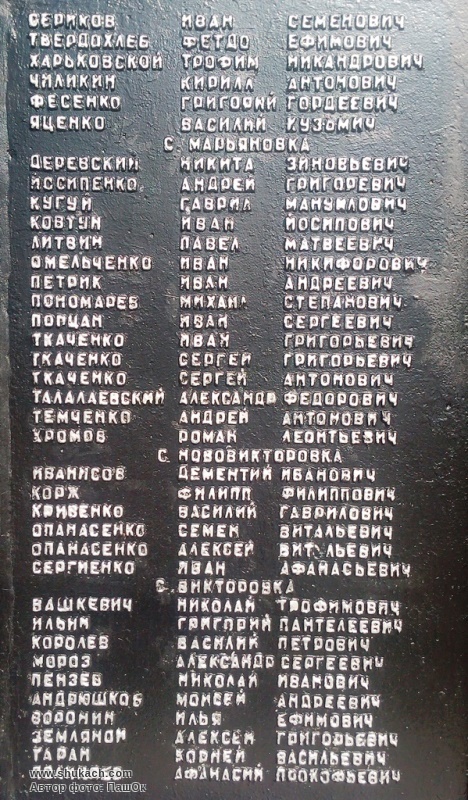 СЕРИКОВ ИВАН СЕМЕНОВИЧ
ТВЕРДОХЛЕБ ФЕТДО ЕФИМОВИЧ
ХАРЬКОВСКОЙ ТРОФИМ НИКАНДРОВИЧ
ЧИЛИКИН КИРИЛЛ АНТОНОВИЧ
ФЕСЕНКО ГРИГОРИЙ ГОРДЕЕВИЧ
ЯЦЕНКО ВАСИЛИЙ КУЗЬМИЧ
С. МАРЬЯНОВКА
ДЕРЕВСКИЙ НИКИТА ЗИНОВЬЕВИЧ
ИОСИПЕНКО АНДРЕЙ ГРИГОРЕВИЧ
КУГУЙ ГАВРИЛ МАНУИЛОВИЧ
КОВТУН ИВАН ЙОСИПОВИЧ
ЛИТВИН ПАВЕЛ МАТВЕЕВИЧ
ОМЕЛЬЧЕНКО ИВАН НИКИФОРОВИЧ
ПЕТРИК ИВАН АНДРЕЕВИЧ
ПОНОМАРЕВ МИХАИЛ СТЕПАНОВИЧ
ПОПЦАН ИВАН СЕРГЕЕВИЧ
ТКАЧЕНКО ИВАН ГРИГОРЬЕВИЧ
ТКАЧЕНКО СЕРГЕЙ ГРИГОРЬЕВИЧ
ТКАЧЕНКО СЕРГЕЙ АНТОНОВИЧ
ТАЛАЛАЕВСКИЙ АЛЕКСАНДР ФЕДОРОВИЧ
ТЕМЧЕНКО АНДРЕЙ АНТОНОВИЧ
ХРОМОВ РОМАН ЛЕОНТЬЕВИЧ
С. НОВОВИКТОРОВКА
ИВАНИСОВ ДЕМЕНТИЙ ИВАНОВИЧ
КОРЖ ФИЛИПП ФИЛИППОВИЧ
КРИВЕНКО ВАСИЛИЙ ГАВРИЛОВИЧ
ОПАНАСЕНКО СЕМЕН ВИТАЛЬЕВИЧ
ОПАНАСЕНКО АЛЕКСЕЙ ВИТАЛЬЕВИЧ
СЕРГИЕНКО ИВАН АФАНАСЬЕВИЧ
С. ВИКТОРОВКА
ВАШКЕВИЧ НИКОЛАЙ ТРОФИМОВИЧ
ИЛЬИН ГРИГОРИЙ ПАНТЕЛЕЕВИЧ
КОРОЛЕВ ВАСИЛИЙ ПЕТРОВИЧ
МОРОЗ АЛЕКСАНДР СЕРГЕЕВИЧ
ПЕНЗЕВ НИКОЛАЙ ИВАНОВИЧ
АНДРЮШКОВ МОИСЕЙ АНДРЕЕВИЧ
ВОРОНИН ИЛЬЯ ЕФИМОВИЧ
ЗЕМЛЯНОЙ АЛЕКСЕЙ ГРИГОРЬЕВИЧ
ТАРАН КОРНЕЙ ВАСИЛЬЕВИЧ
АФАНАСИЙ ПРОКОФЬЕВИЧ
www.shukach.com
Автор фото: ПашОк